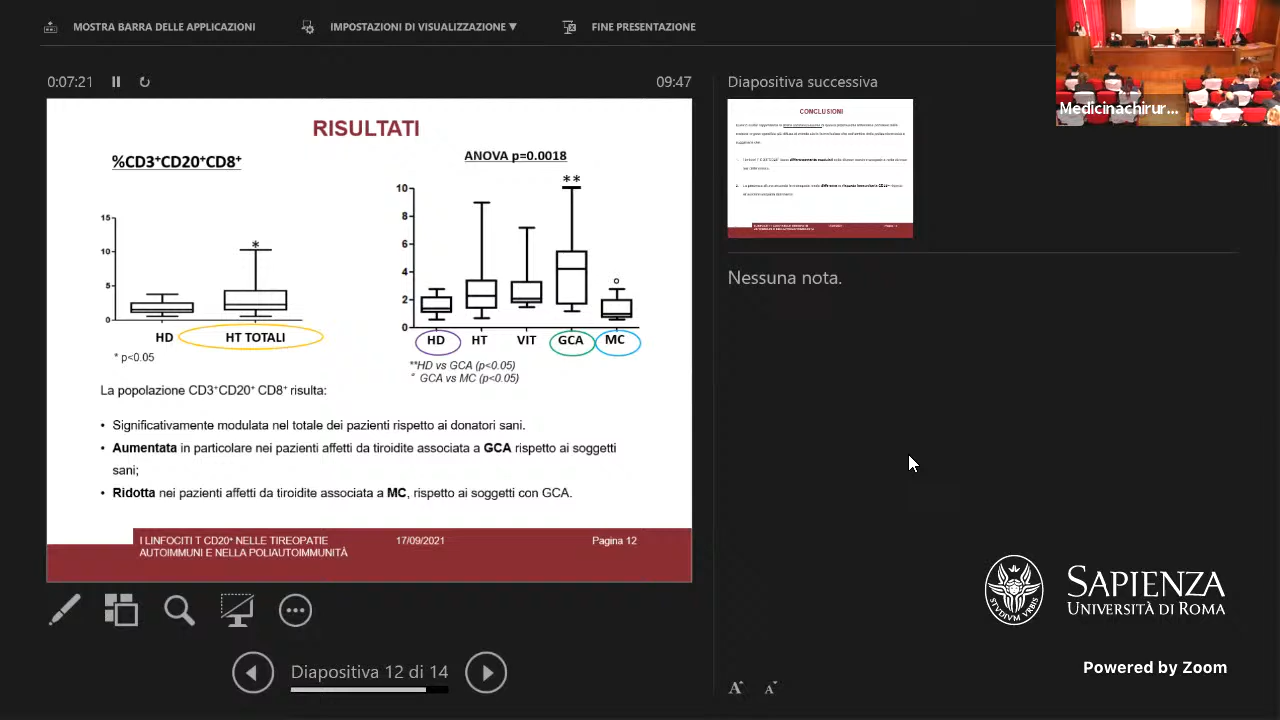 MOSTRA BARRA DELLE APPLICAZIONI
IMPOSTAZIONI DI VISUALIZZAZIONE ▼
FINE PRESENTAZIONE
0:07:21
09:47
RISULTATI
%CD3⁺CD20⁺CD8⁺
15
10
5
0
*
HD
HT TOTALI
* p<0.05
ANOVA p=0.0018
10
8
6
4
2
0
**
°
HD
HT
VIT
GCA
MC
**HD vs GCA (p<0.05)
° GCA vs MC (p<0.05)
La popolazione CD3⁺CD20⁺ CD8⁺ risulta:
• Significativamente modulata nel totale dei pazienti rispetto ai donatori sani.
• Aumentata in particolare nei pazienti affetti da tiroidite associata a GCA rispetto ai soggetti
sani;
• Ridotta nei pazienti affetti da tiroidite associata a MC, rispetto ai soggetti con GCA.
I LINFOCITI T CD20⁺ NELLE TIREOPATIE
AUTOIMMUNI E NELLA POLIAUTOIMMUNITÀ
17/09/2021
Pagina 12
Diapositiva 12 di 14
Diapositiva successiva
CONCLUSIONI
Nessuna nota.
A
A
Medicinachirur...
STVDIVM VRBIS
SAPIENZA
UNIVERSITÀ DI ROMA
Powered by Zoom